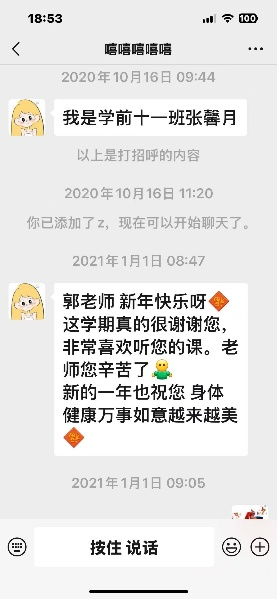 18:53
100
嘻嘻嘻嘻嘻
2020年10月16日 09:44
我是学前十一班张馨月
以上是打招呼的内容
2020年10月16日 11:20
你已添加了z，现在可以开始聊天了。
2021年1月1日 08:47
郭老师 新年快乐呀
这学期真的很谢谢您，
非常喜欢听您的课。老
师您辛苦了
新的一年也祝您 身体
健康万事如意越来越美
2021年1月1日 09:05
按住 说话